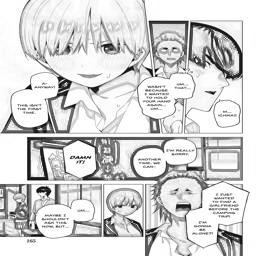 UM...
THAT...
WASN'T
BECAUSE
I WANTED
TO HOLD
YOUR HAND
AGAIN,
UM...
A-
ANYWAY!
THIS ISN'T
THE FIRST
TIME.
M...
ICHIKA!
DAMN
IT!
I'M REALLY
SORRY.
ANOTHER
TIME, WE
CAN-
UM...
MAYBE I
SHOULDN'T
ASK THIS
NOW, BUT...
I JUST
WANTED
TO FIND A
GIRLFRIEND
BEFORE THE
CAMPING
TRIP!
I'M
GONNA
BE
ALONE?!
165